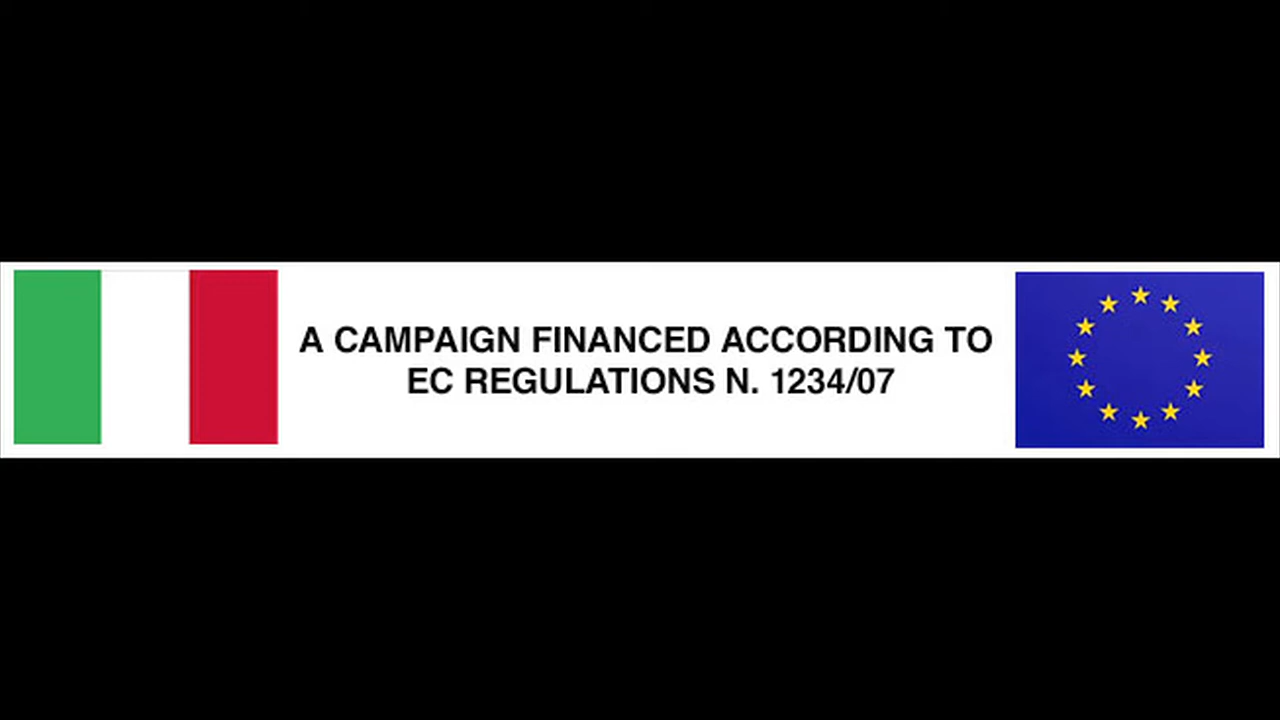 A CAMPAIGN FINANCED ACCORDING TO
EC REGULATIONS N. 1234/07